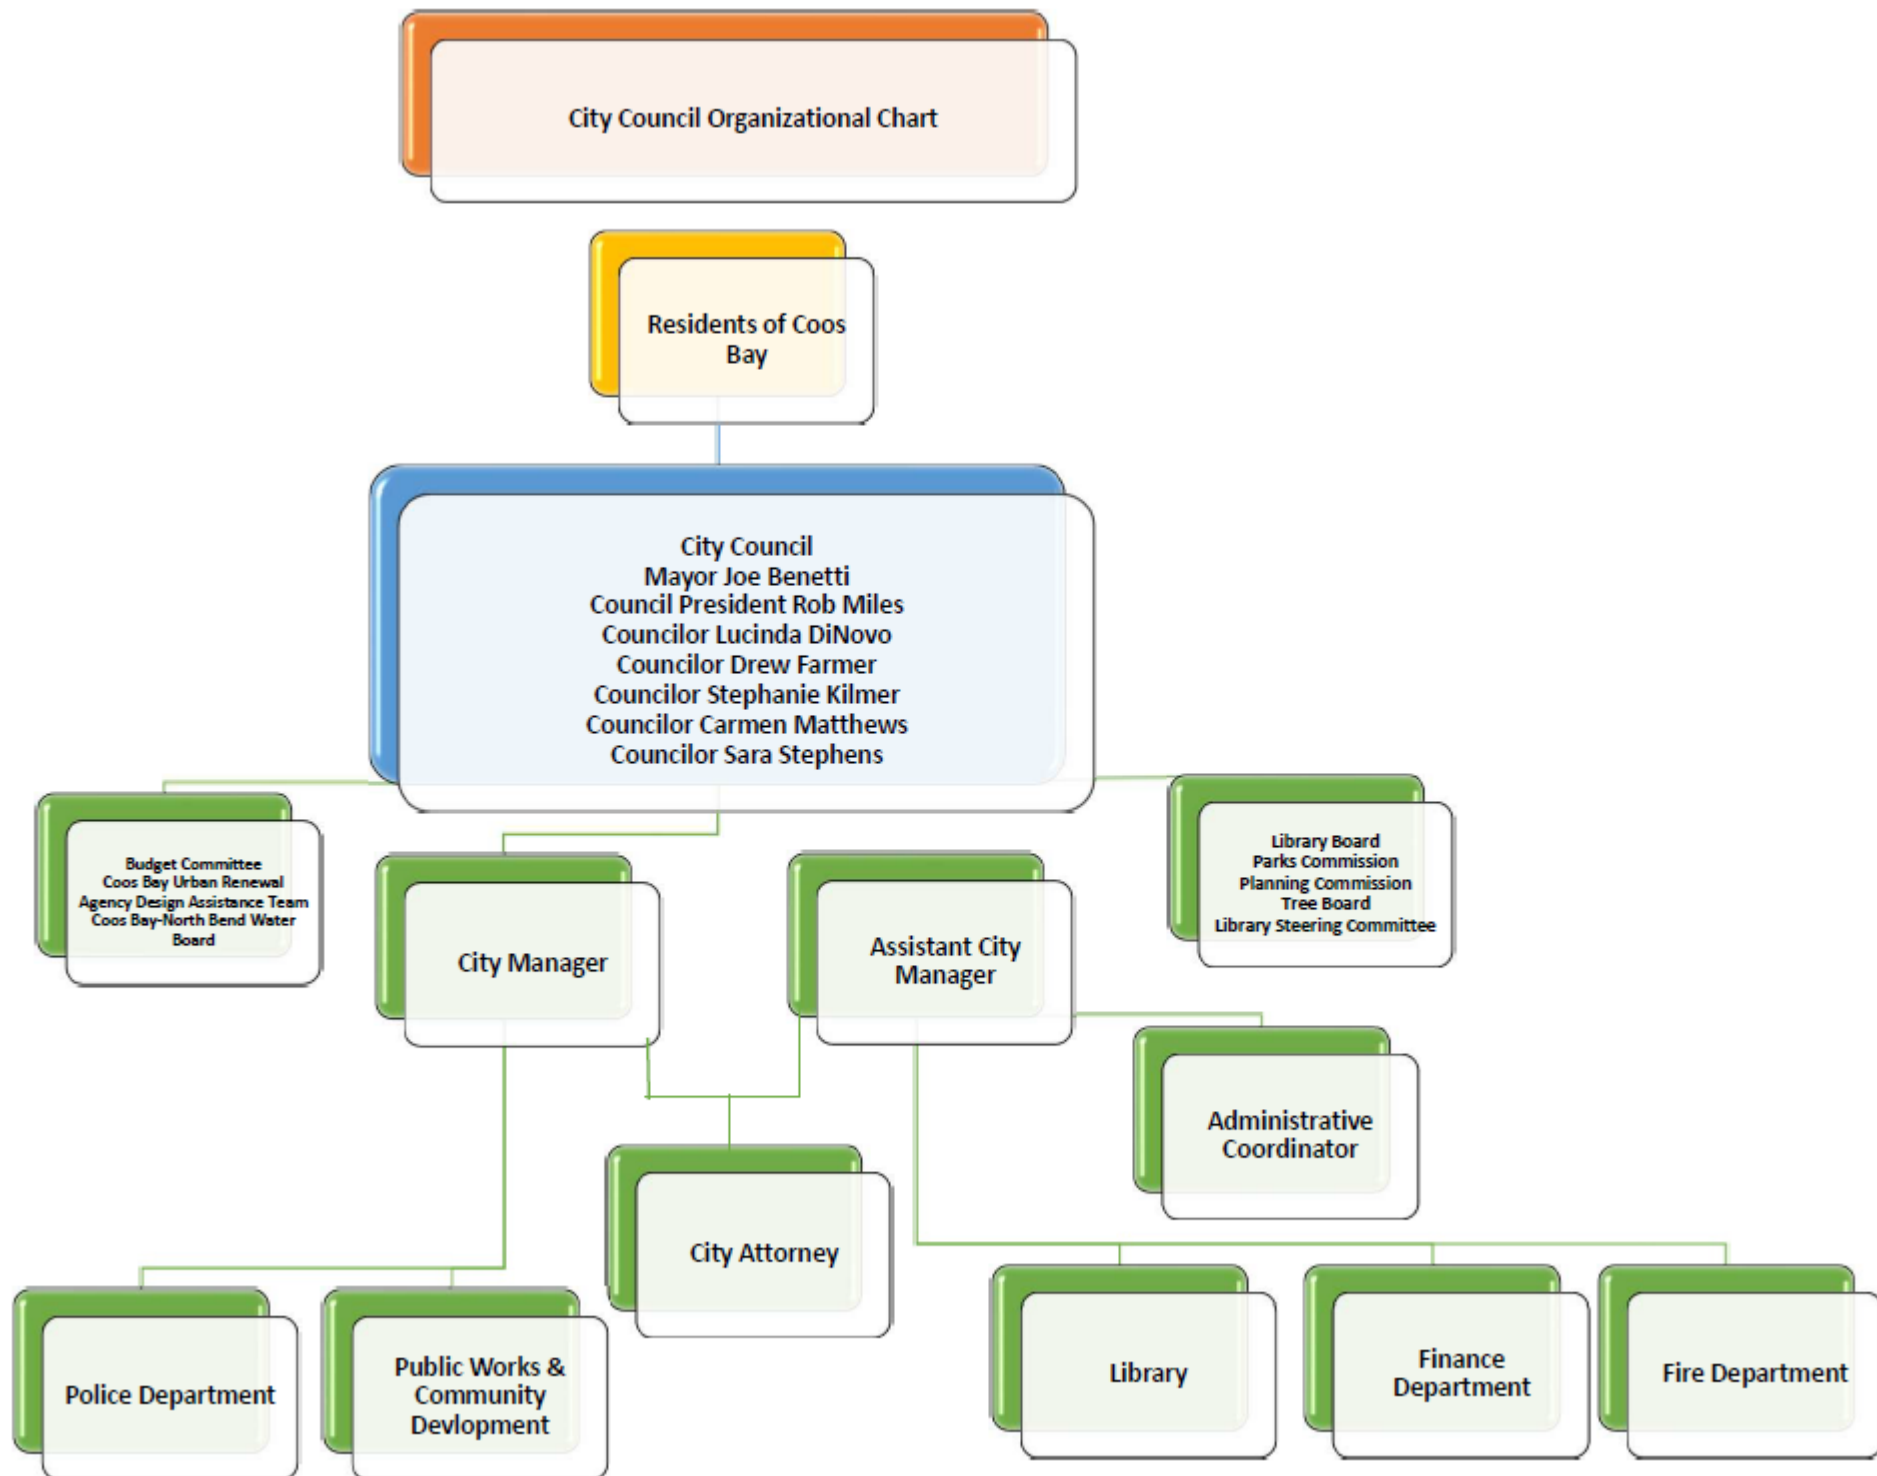 City Council Organizational Chart
Residents of Coos
Bay
City Council
Mayor Joe Benetti
Council President Rob Miles
Councilor Lucinda DiNovo
Councilor Drew Farmer
Councilor Stephanie Kilmer
Councilor Carmen Matthews
Councilor Sara Stephens
Budget Committee
Coos Bay Urban Renewal
Agency Design Assistance Team
Coos Bay-North Bend Water
Board
City Manager
Assistant City
Manager
Library Board
Parks Commission
Planning Commission
Tree Board
Library Steering Committee
Administrative
Coordinator
City Attorney
Police Department
Public Works &
Community
Devlopment
Library
Finance
Department
Fire Department